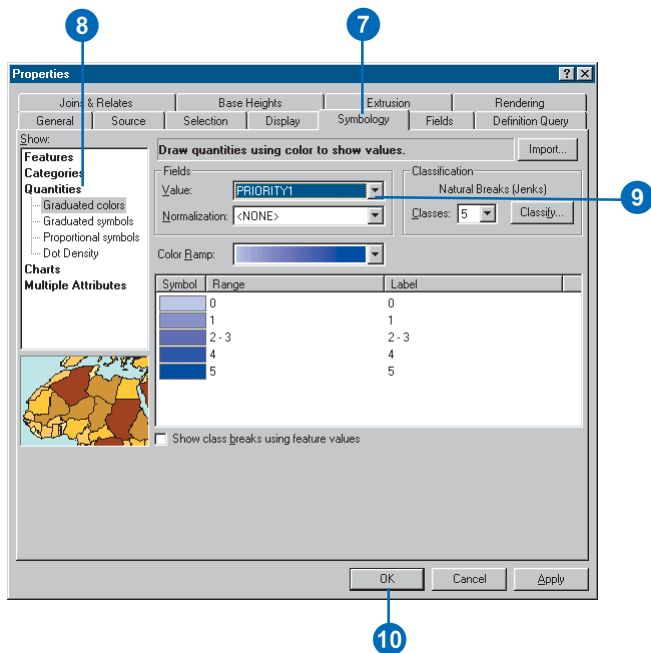 8 7
Properties ? X
Joins & Relates Base Heights Extrusion Rendering
General Source Selection Display Symbology Fields Definition Query
Show:
Features
Categories
Quantities
Graduated colors
Graduated symbols
Proportional symbols
Dot Density
Charts
Multiple Attributes
Draw quantities using color to show values. Import...
Fields
Value: PRIORITY1
Normalization: <NONE>
Classification
Natural Breaks (Jenks)
Classes: 5 Classify...
9
Color Ramp:
Symbol Range Label
0 0
1 1
2 - 3 2 - 3
4 4
5 5
Show class breaks using feature values
OK Cancel Apply
10